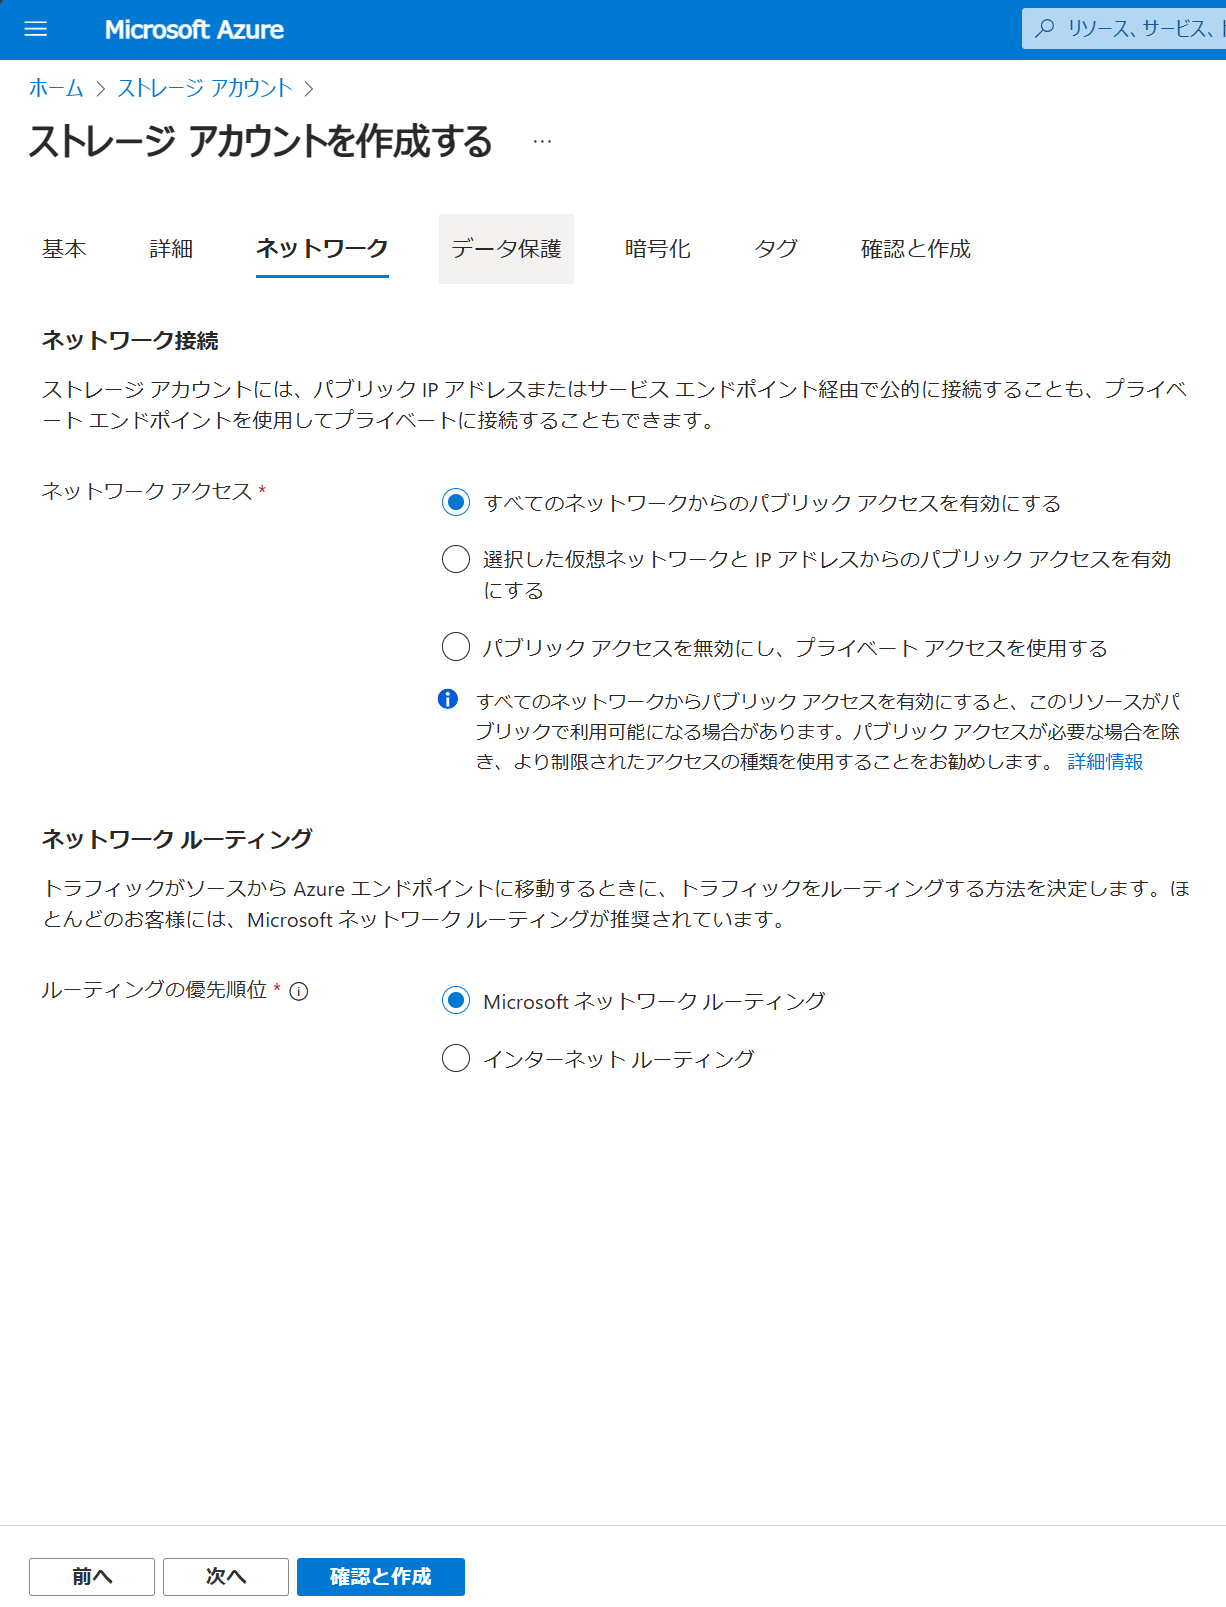 Microsoft Azure
リソース、サービス、
ホーム > ストレージ アカウント >
ストレージ アカウントを作成する ...
基本 詳細 ネットワーク データ保護 暗号化 タグ 確認と作成
ネットワーク接続
ストレージ アカウントには、パブリック IP アドレスまたはサービス エンドポイント経由で公的に接続することも、プライベ
ート エンドポイントを使用してプライベートに接続することもできます。
ネットワーク アクセス *
すべてのネットワークからのパブリック アクセスを有効にする
選択した仮想ネットワークと IP アドレスからのパブリック アクセスを有効
にする
パブリック アクセスを無効にし、プライベート アクセスを使用する
すべてのネットワークからパブリック アクセスを有効にすると、このリソースがパ
ブリックで利用可能になる場合があります。パブリック アクセスが必要な場合を除
き、より制限されたアクセスの種類を使用することをお勧めします。 詳細情報
ネットワーク ルーティング
トラフィックがソースから Azure エンドポイントに移動するときに、トラフィックをルーティングする方法を決定します。ほ
とんどのお客様には、Microsoft ネットワーク ルーティングが推奨されています。
ルーティングの優先順位 *
Microsoft ネットワーク ルーティング
インターネット ルーティング
前へ 次へ 確認と作成